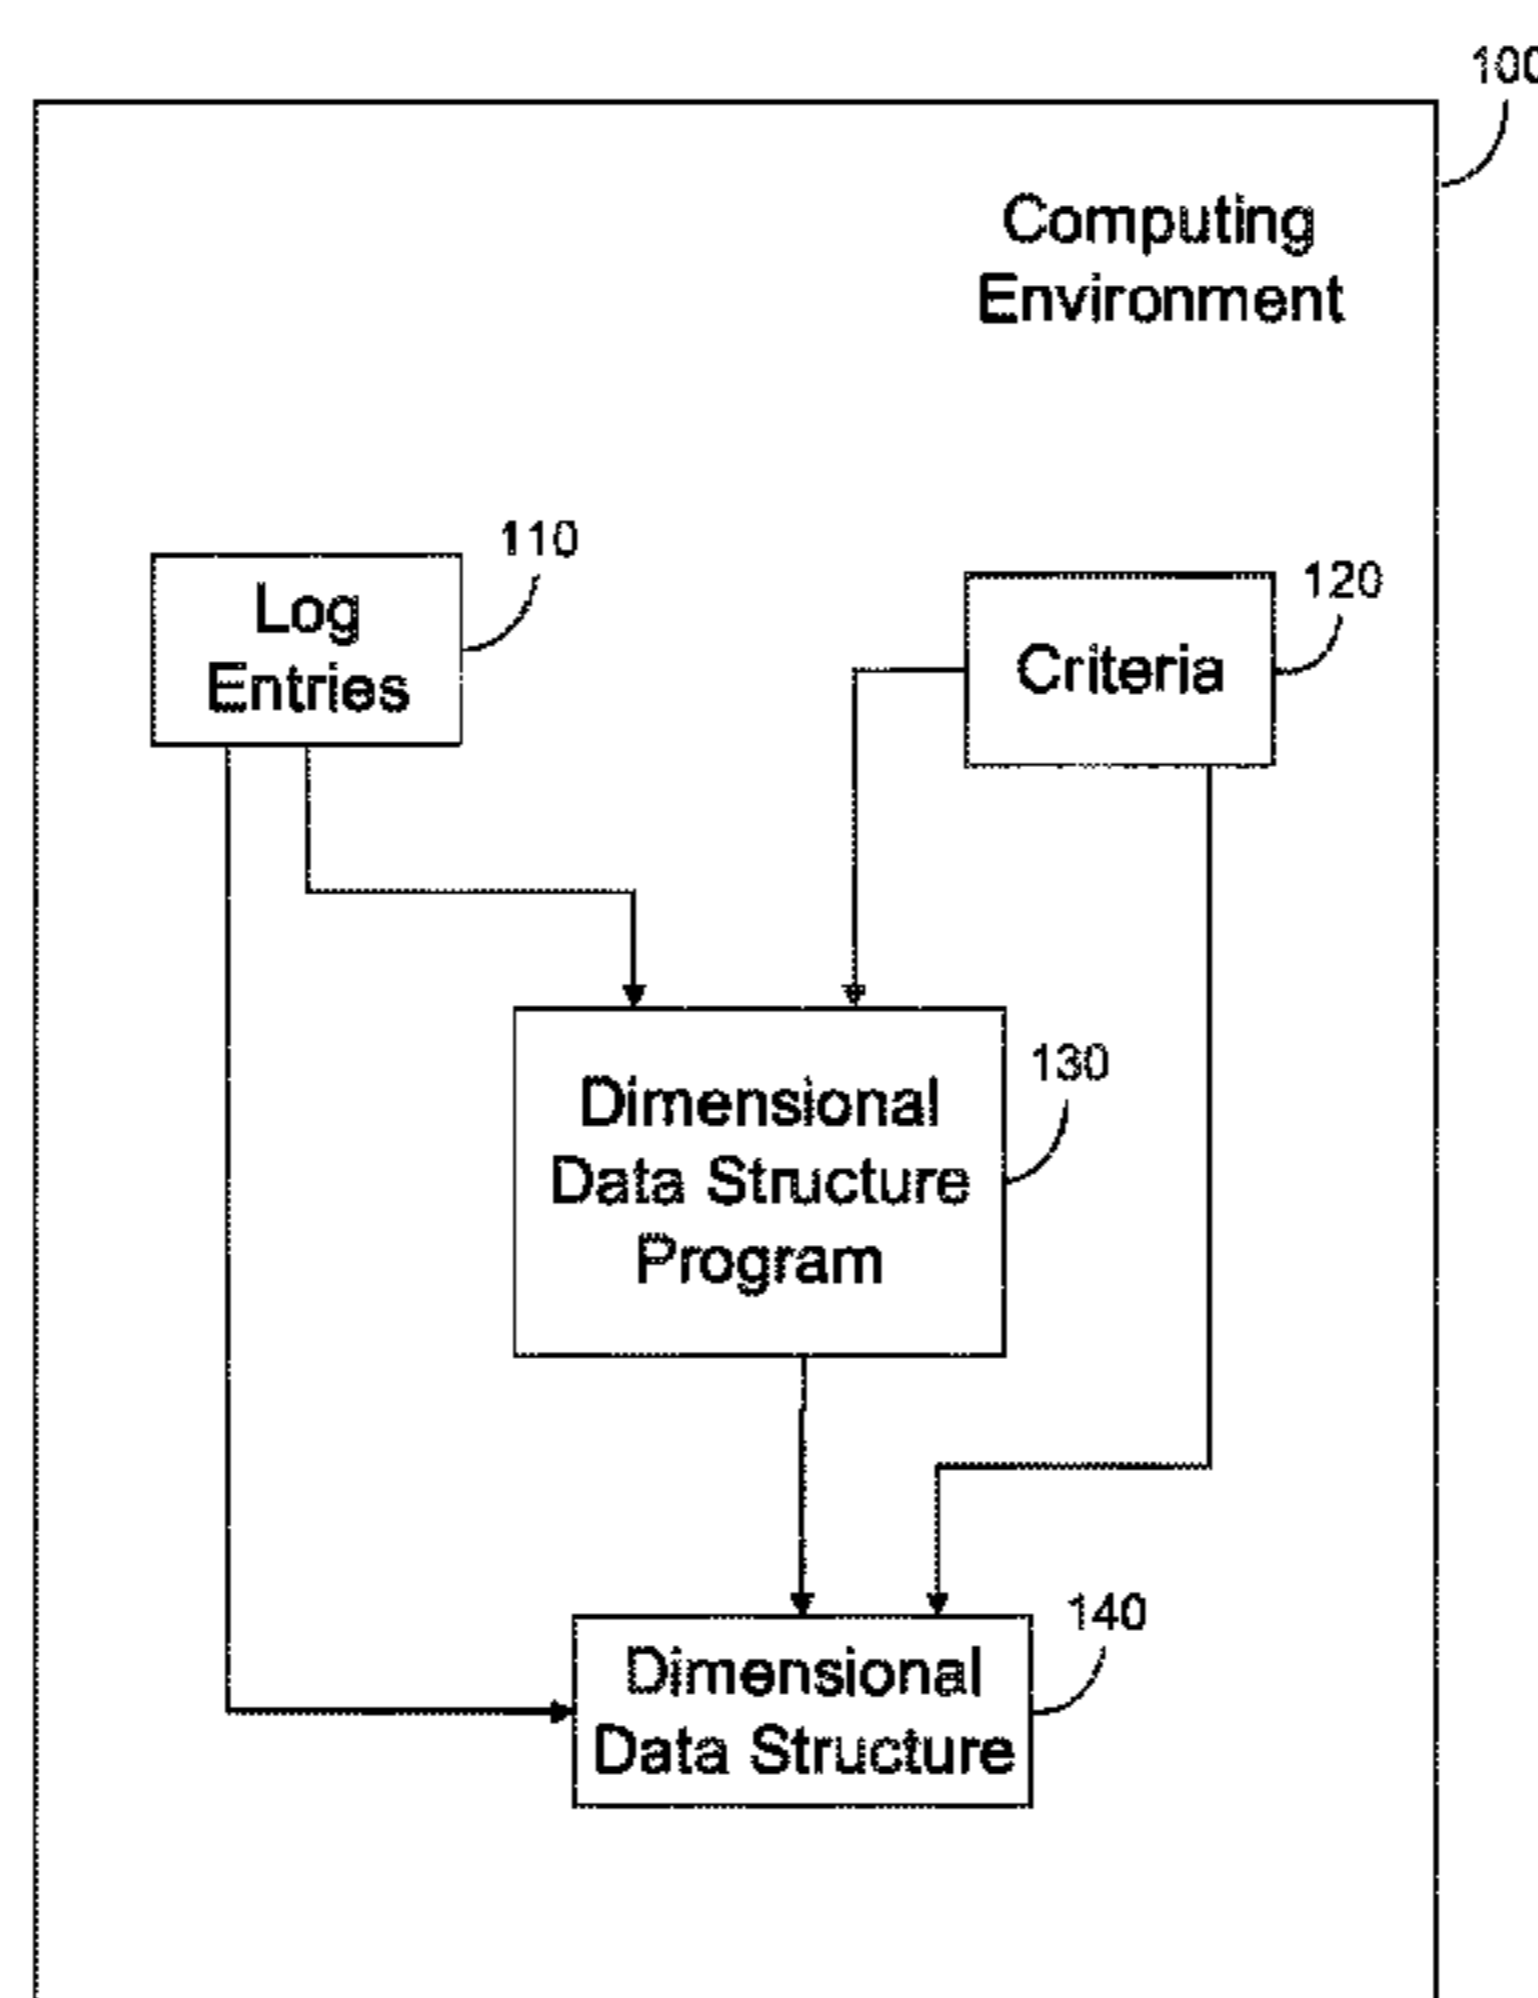 100
Computing
Environment
110
Log
Entries
120
Criteria
130
Dimensional
Data Structure
Program
140
Dimensional
Data Structure